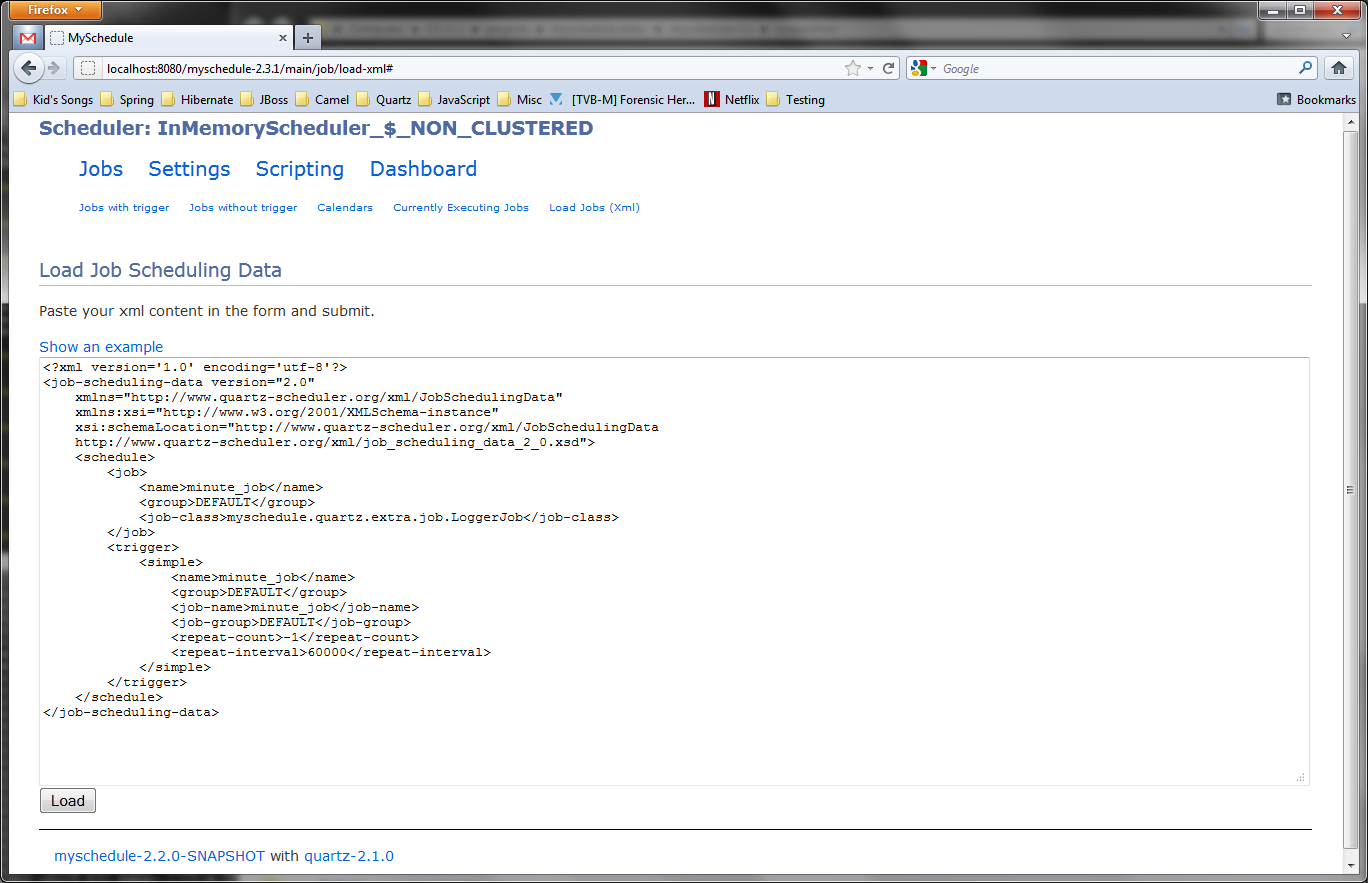 Firefox
MySchedule
localhost:8080/myschedule-2.3.1/main/job/load-xml#
Google
Kid's Songs Spring Hibernate JBoss Camel Quartz JavaScript Misc [TVB-M] Forensic Her... Netflix Testing Bookmarks
Scheduler: InMemoryScheduler_$_NON_CLUSTERED
Jobs Settings Scripting Dashboard
Jobs with trigger Jobs without trigger Calendars Currently Executing Jobs Load Jobs (Xml)
Load Job Scheduling Data
Paste your xml content in the form and submit.
Show an example
<?xml version='1.0' encoding='utf-8'?>
<job-scheduling-data version="2.0"
xmlns="http://www.quartz-scheduler.org/xml/JobSchedulingData"
xmlns:xsi="http://www.w3.org/2001/XMLSchema-instance"
xsi:schemaLocation="http://www.quartz-scheduler.org/xml/JobSchedulingData
http://www.quartz-scheduler.org/xml/job_scheduling_data_2_0.xsd">
<schedule>
<job>
<name>minute_job</name>
<group>DEFAULT</group>
<job-class>myschedule.quartz.extra.job.LoggerJob</job-class>
</job>
<trigger>
<simple>
<name>minute_job</name>
<group>DEFAULT</group>
<job-name>minute_job</job-name>
<job-group>DEFAULT</job-group>
<repeat-count>-1</repeat-count>
<repeat-interval>60000</repeat-interval>
</simple>
</trigger>
</schedule>
</job-scheduling-data>
Load
myschedule-2.2.0-SNAPSHOT with quartz-2.1.0